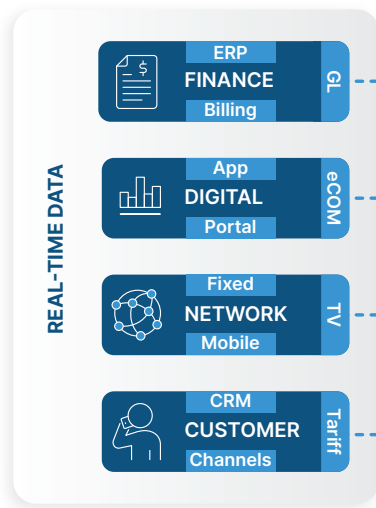 REAL-TIME DATA
ERP
FINANCE
Billing
GL
App
DIGITAL
Portal
eCOM
Fixed
NETWORK
Mobile
TV
CRM
CUSTOMER
Channels
Tariff
$